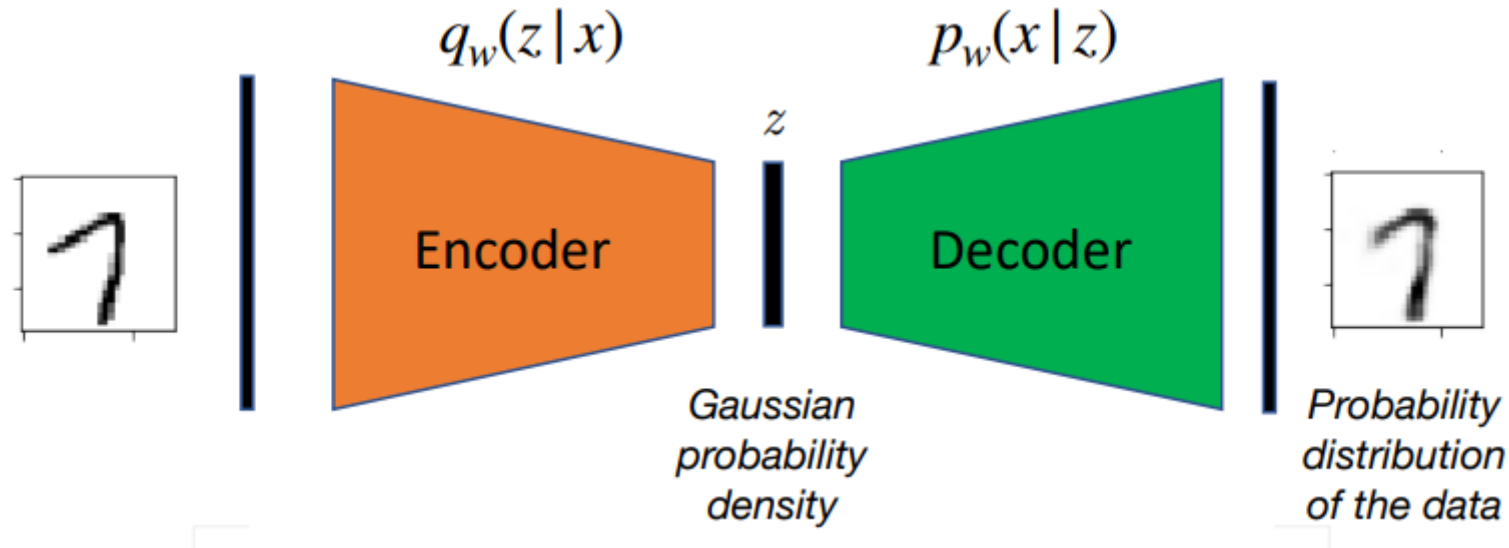 q_w(z|x)
p_w(x|z)
z
Encoder
Decoder
Gaussian
probability
density
Probability
distribution
of the data